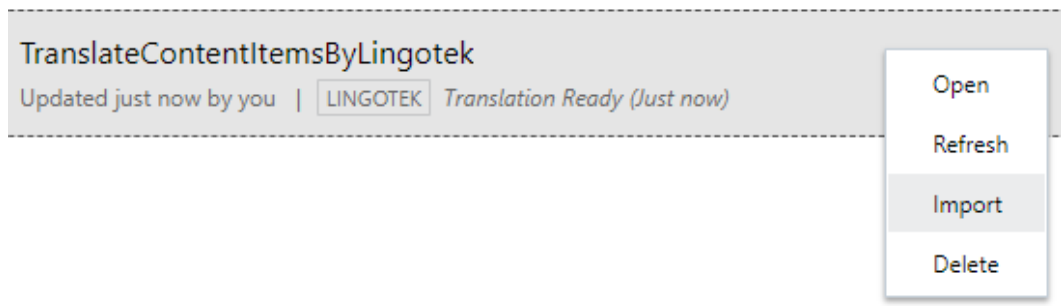 TranslateContentItemsByLingotek
Updated just now by you | LINGOTEK Translation Ready (Just now)
Open
Refresh
Import
Delete